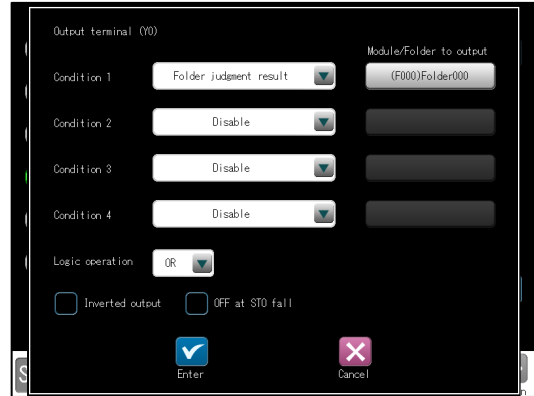 Output terminal (Y0)
Module/Folder to output
Condition 1 Folder judgment result (F000)Folder000
Condition 2 Disable
Condition 3 Disable
Condition 4 Disable
Logic operation OR
Inverted output OFF at STO fall
Enter Cancel